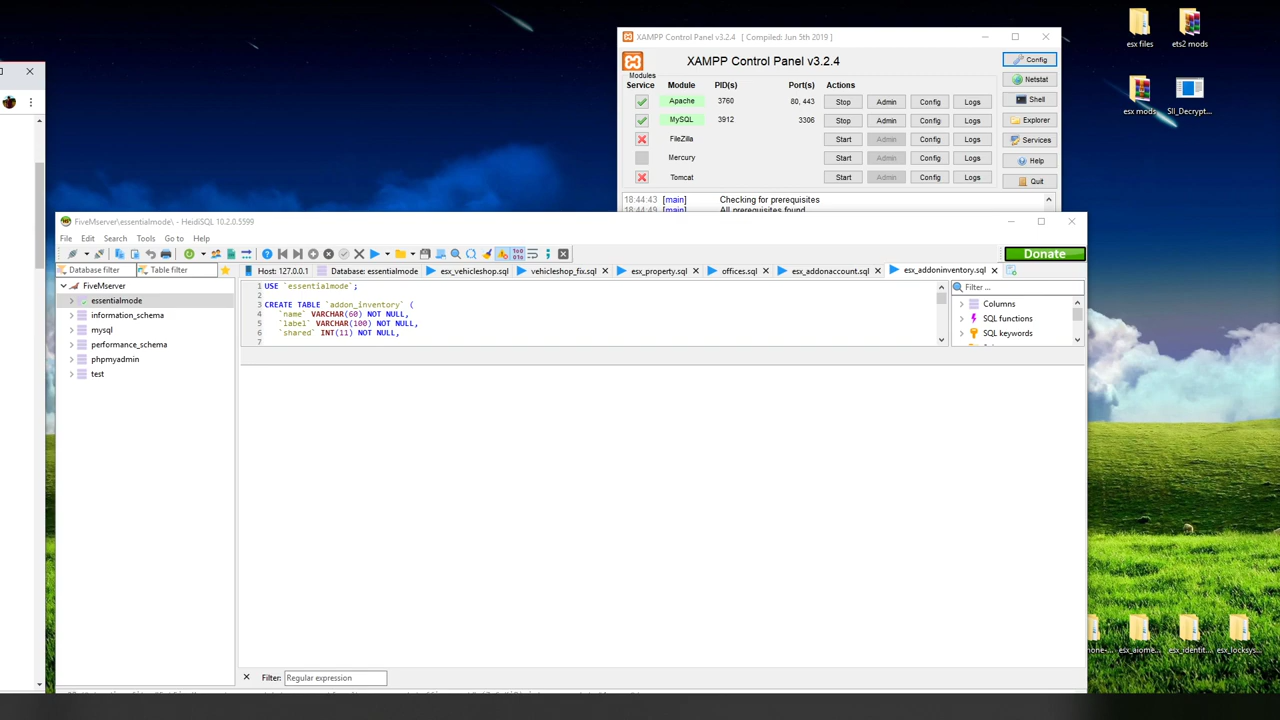 XAMPP Control Panel v3.2.4 [ Compiled: Jun 5th 2019 ]
XAMPP Control Panel v3.2.4
Config
Modules
Service
Module
PID(s)
Port(s)
Actions
Netstat
Apache
3760
80, 443
Stop
Admin
Config
Logs
Shell
MySQL
3912
3306
Stop
Admin
Config
Logs
Explorer
FileZilla
Start
Admin
Config
Logs
Services
Mercury
Start
Admin
Config
Logs
Help
Tomcat
Start
Admin
Config
Logs
Quit
18:44:43 [main] Checking for prerequisites
18:44:49 [main] All prerequisites found
esx files
ets2 mods
esx mods
SII_Decrypt...
FiveMserver\essentialmode\ - HeidiSQL 10.2.0.5599
File Edit Search Tools Go to Help
Donate
Database filter
Table filter
Host: 127.0.0.1
Database: essentialmode
esx_vehicleshop.sql
vehicleshop_fix.sql
esx_property.sql
offices.sql
esx_addonaccount.sql
esx_addoninventory.sql
FiveMserver
essentialmode
information_schema
mysql
performance_schema
phpmyadmin
test
1 USE `essentialmode`;
2
3 CREATE TABLE `addon_inventory` (
4 `name` VARCHAR(60) NOT NULL,
5 `label` VARCHAR(100) NOT NULL,
6 `shared` INT(11) NOT NULL,
7
Filter ...
Columns
SQL functions
SQL keywords
esx_aiome...
esx_identit...
esx_locksys...
Filter:
Regular expression